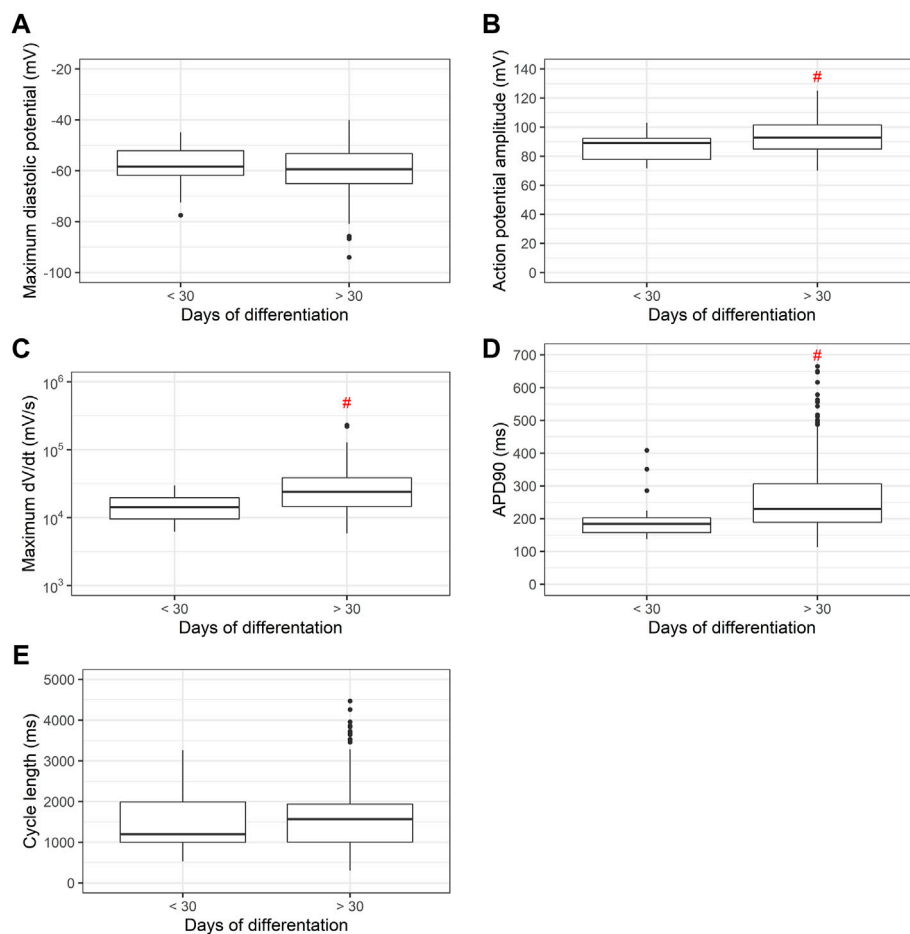 A
Maximum diastolic potential (mV)
-20
-40
-60
-80
-100
< 30
> 30
Days of differentiation
B
Action potential amplitude (mV)
140
120
100
80
60
40
20
0
#
< 30
> 30
Days of differentiation
C
Maximum dV/dt (mV/s)
10⁶
10⁵
10⁴
10³
#
< 30
> 30
Days of differentation
D
APD90 (ms)
700
600
500
400
300
200
100
0
#
< 30
> 30
Days of differentiation
E
Cycle length (ms)
5000
4000
3000
2000
1000
0
< 30
> 30
Days of differentiation